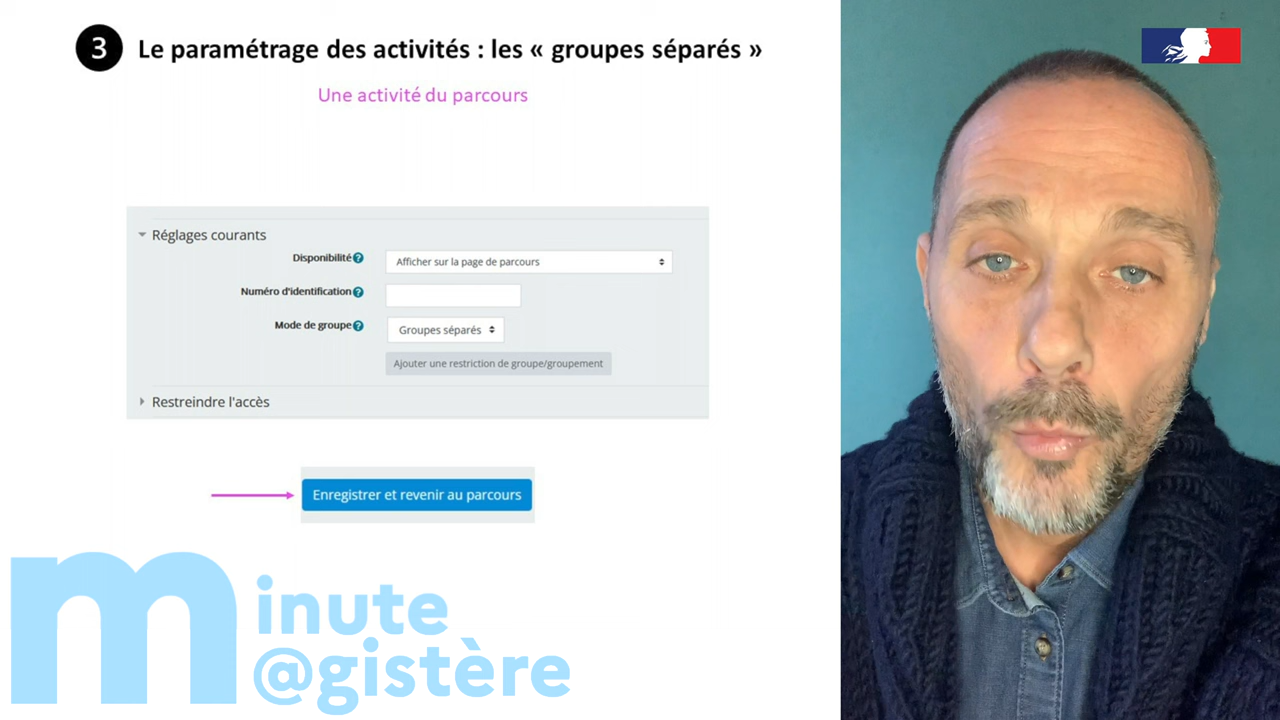 3 Le paramétrage des activités : les « groupes séparés »
Une activité du parcours
Réglages courants
Disponibilité ?
Afficher sur la page de parcours
Numéro d'identification ?
Mode de groupe ?
Groupes séparés
Ajouter une restriction de groupe/groupement
Restreindre l'accès
Enregistrer et revenir au parcours
minute
@gistère